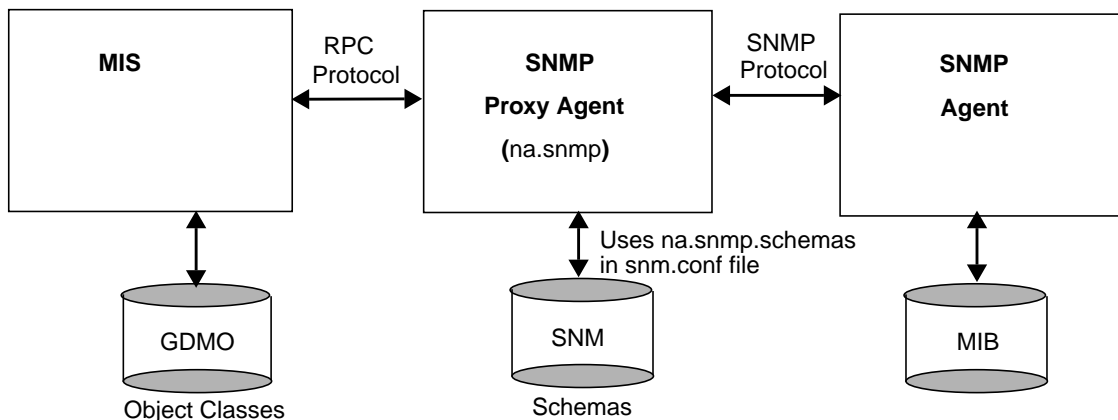 MIS
RPC
Protocol
SNMP
Proxy Agent
(na.snmp)
SNMP
Protocol
SNMP
Agent
Uses na.snmp.schemas
in snm.conf file
GDMO
Object Classes
SNM
Schemas
MIB